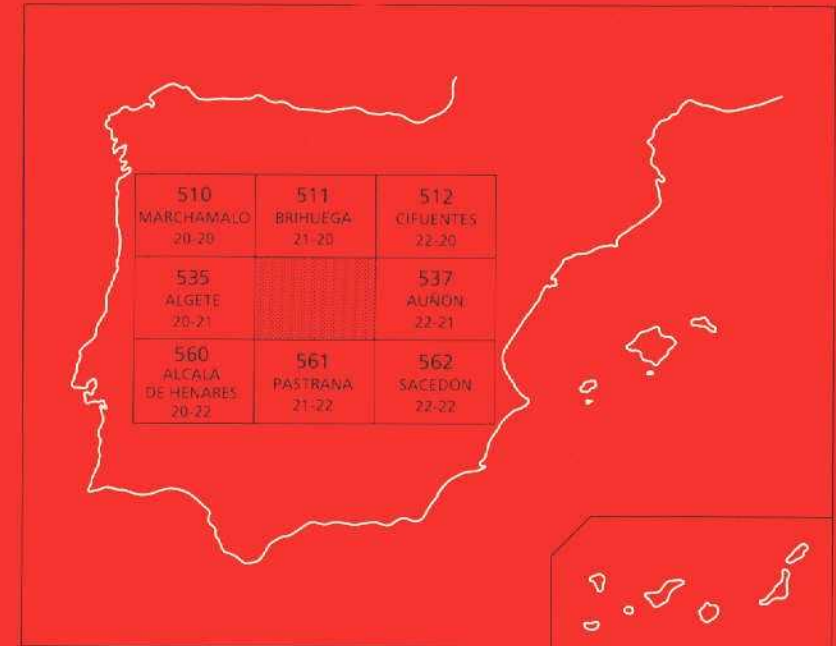 510
MARCHAMALO
20-20
511
BRIHUEGA
21-20
512
CIFUENTES
22-20
535
ALGETE
20-21
537
AUÑON
22-21
560
ALCALA
DE HENARES
20-22
561
PASTRANA
21-22
562
SACEDON
22-22